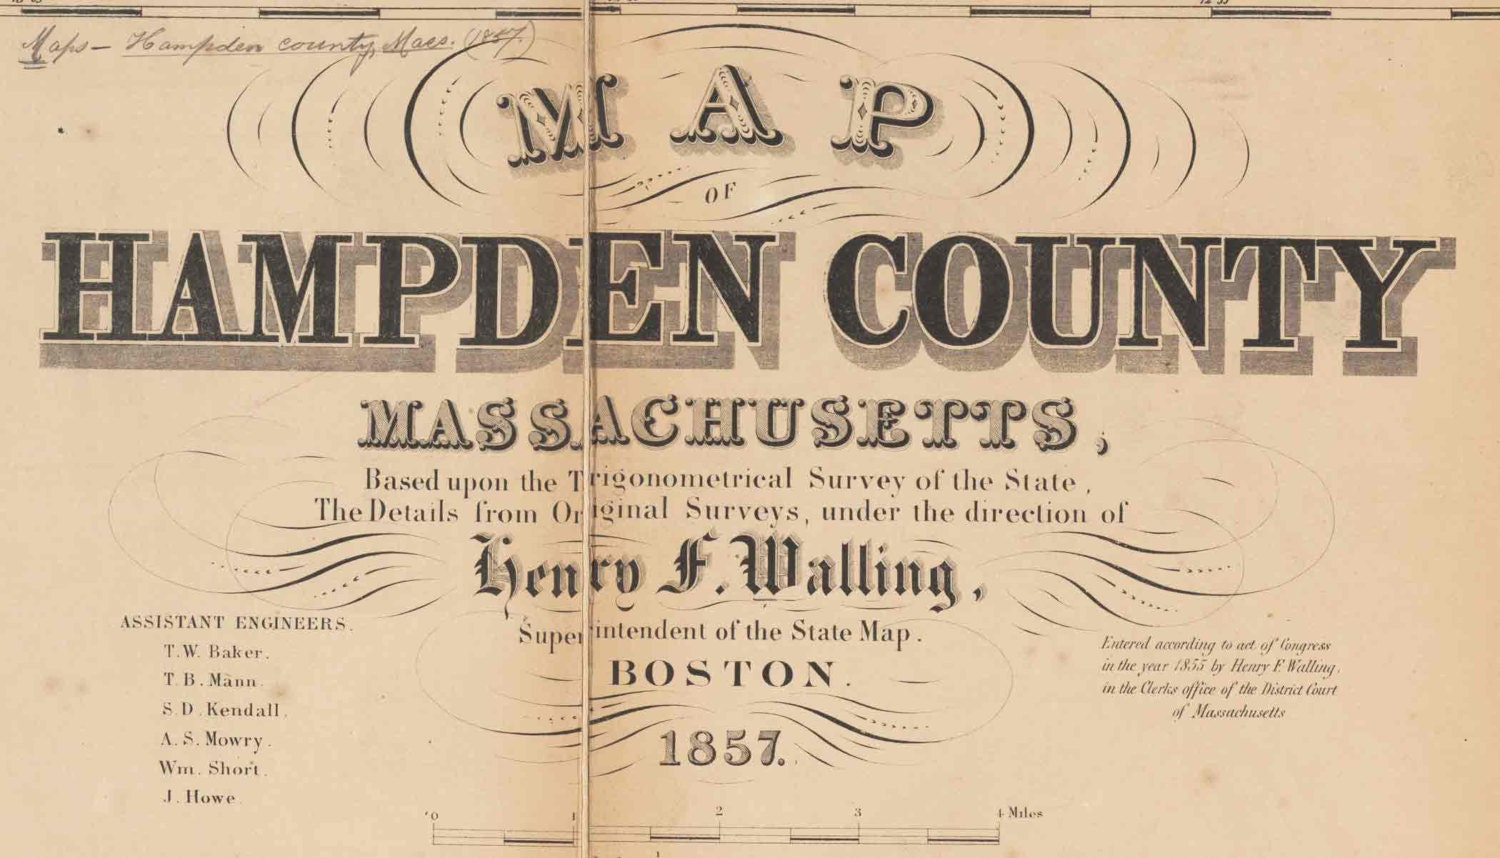 Maps – Hampden county, Mass. (1857.)
MAP
OF
HAMPDEN COUNTY
MASSACHUSETTS,
Based upon the Trigonometrical Survey of the State,
The Details from Original Surveys, under the direction of
Henry F. Walling,
Superintendent of the State Map.
BOSTON.
1857.
ASSISTANT ENGINEERS.
T. W. Baker.
T. B. Mann.
S. D. Kendall.
A. S. Mowry.
Wm. Short.
J. Howe.
Entered according to act of Congress
in the year 1855 by Henry F. Walling,
in the Clerks office of the District Court
of Massachusetts
0 1 2 3 4 Miles